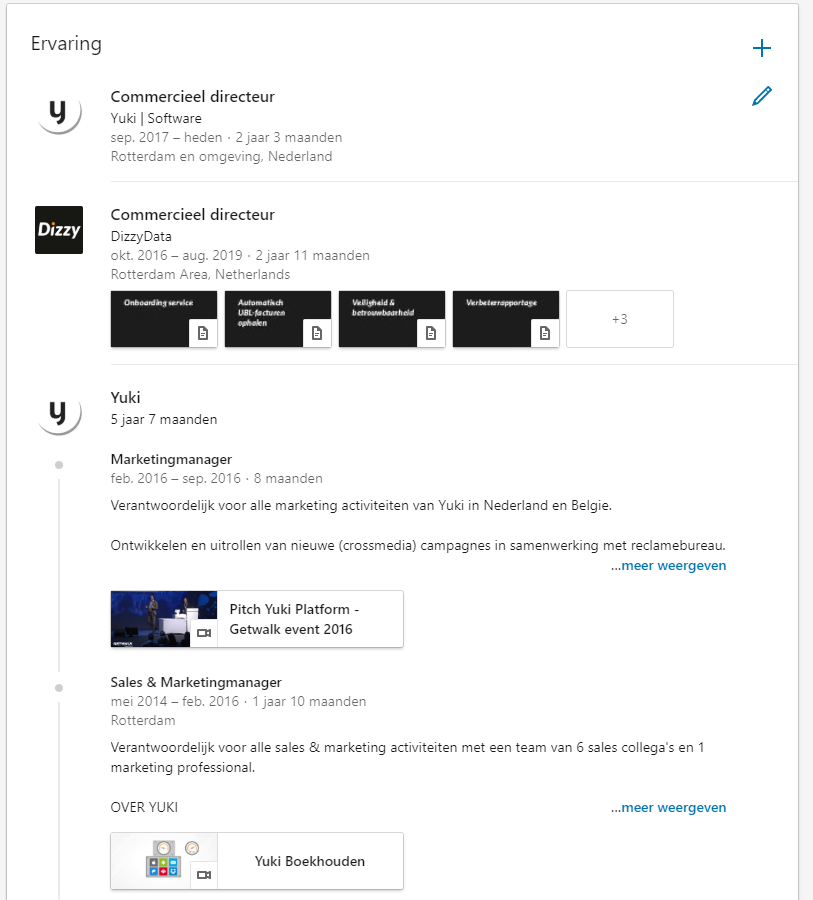 Ervaring
y
Commercieel directeur
Yuki | Software
sep. 2017 – heden · 2 jaar 3 maanden
Rotterdam en omgeving, Nederland
Dizzy
Commercieel directeur
DizzyData
okt. 2016 – aug. 2019 · 2 jaar 11 maanden
Rotterdam Area, Netherlands
Onboarding service
Automatisch
UBL-facturen
ophalen
Veiligheid &
betrouwbaarheid
Verbeterrapportage
+3
y
Yuki
5 jaar 7 maanden
Marketingmanager
feb. 2016 – sep. 2016 · 8 maanden
Verantwoordelijk voor alle marketing activiteiten van Yuki in Nederland en Belgie.
Ontwikkelen en uitrollen van nieuwe (crossmedia) campagnes in samenwerking met reclamebureau.
...meer weergeven
Pitch Yuki Platform -
Getwalk event 2016
Sales & Marketingmanager
mei 2014 – feb. 2016 · 1 jaar 10 maanden
Rotterdam
Verantwoordelijk voor alle sales & marketing activiteiten met een team van 6 sales collega's en 1
marketing professional.
OVER YUKI ...meer weergeven
Yuki Boekhouden